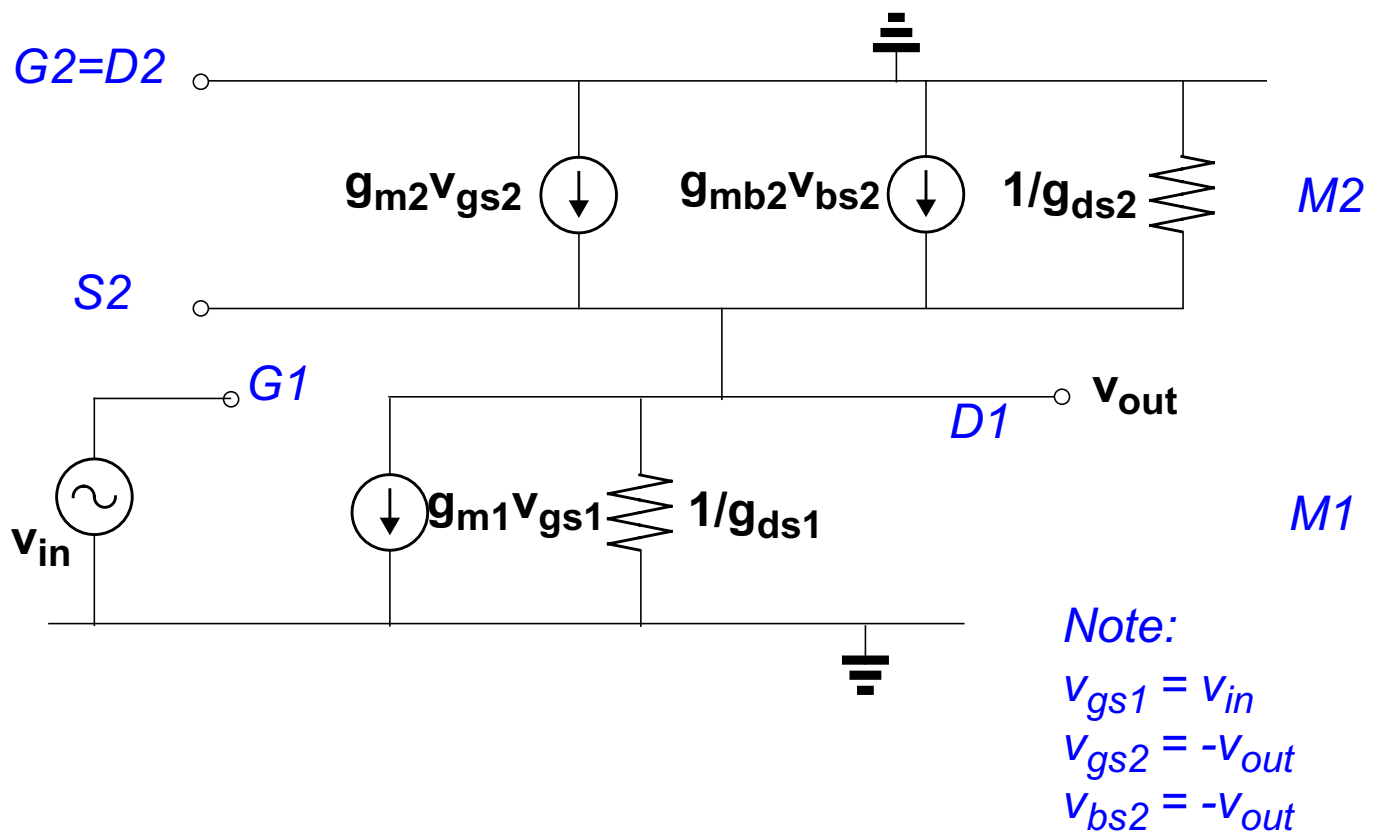 G2=D2
gm2vgs2
gmb2vbs2
1/gds2
M2
S2
G1
vout
D1
vin
gm1vgs1
1/gds1
M1
Note:
vgs1 = vin
vgs2 = -vout
vbs2 = -vout